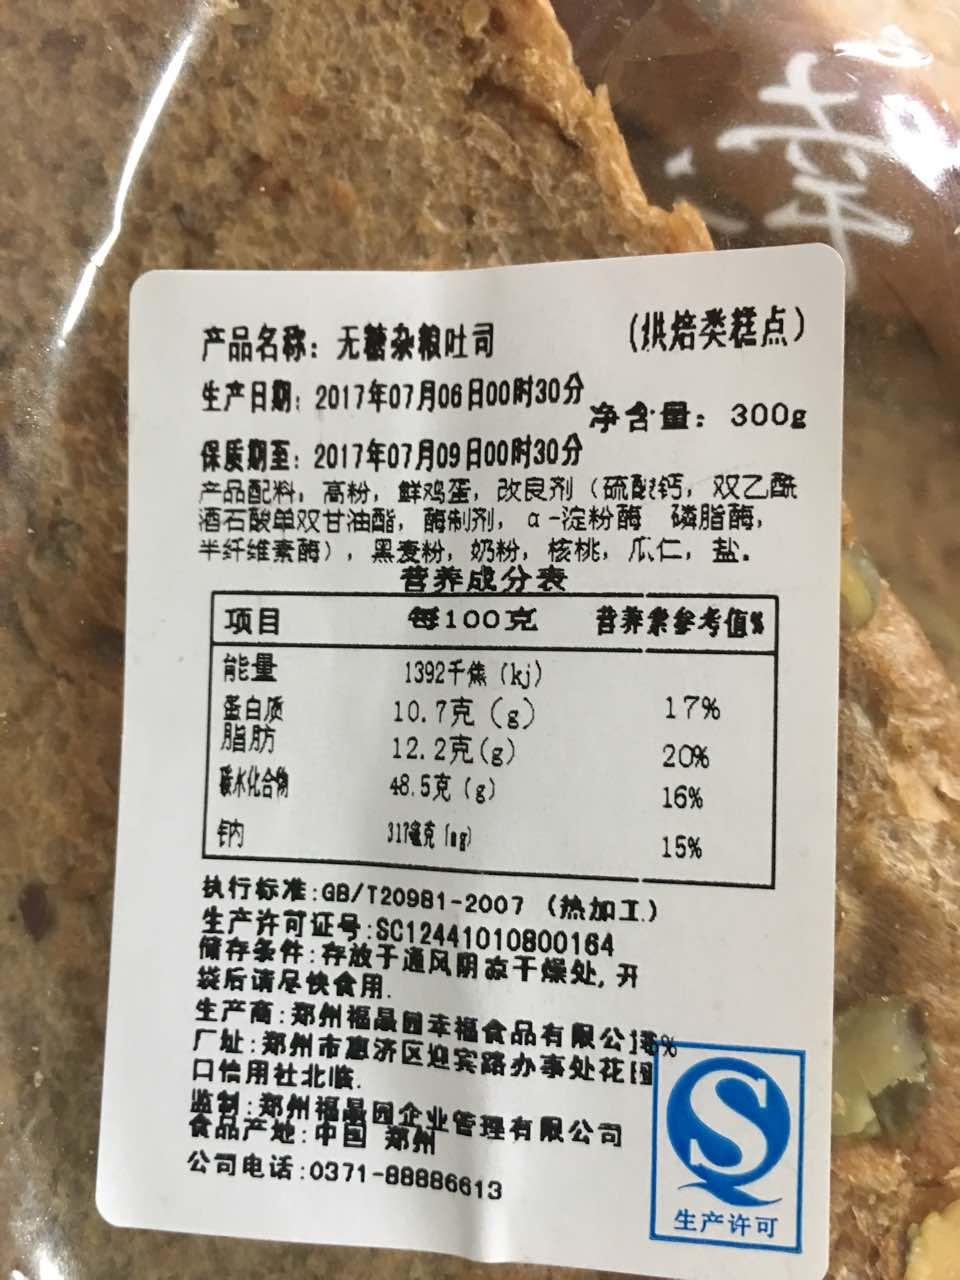 产品名称：无糖杂粮吐司 （烘焙类糕点）
生产日期：2017年07月06日00时30分
净含量：300g
保质期至：2017年07月09日00时30分
产品配料，高粉，鲜鸡蛋，改良剂（硫酸钙，双乙酰
酒石酸单双甘油酯，酶制剂，α-淀粉酶 磷脂酶，
半纤维素酶），黑麦粉，奶粉，核桃，瓜仁，盐。
营养成分表
项目 每100克 营养素参考值%
能量 1392千焦（kj）
蛋白质 10.7克（g） 17%
脂肪 12.2克(g) 20%
碳水化合物 48.5克（g） 16%
钠 317毫克（mg） 15%
执行标准:GB/T20981-2007 （热加工）
生产许可证号:SC12441010800164
储存条件:存放于通风阴凉干燥处,开
袋后请尽快食用.
生产商:郑州福晶园幸福食品有限公 %
厂址:郑州市惠济区迎宾路办事处花园
口信用社北临.
监制:郑州福晶园企业管理有限公司
食品产地:中国 郑州
公司电话:0371-88886613
生产许可